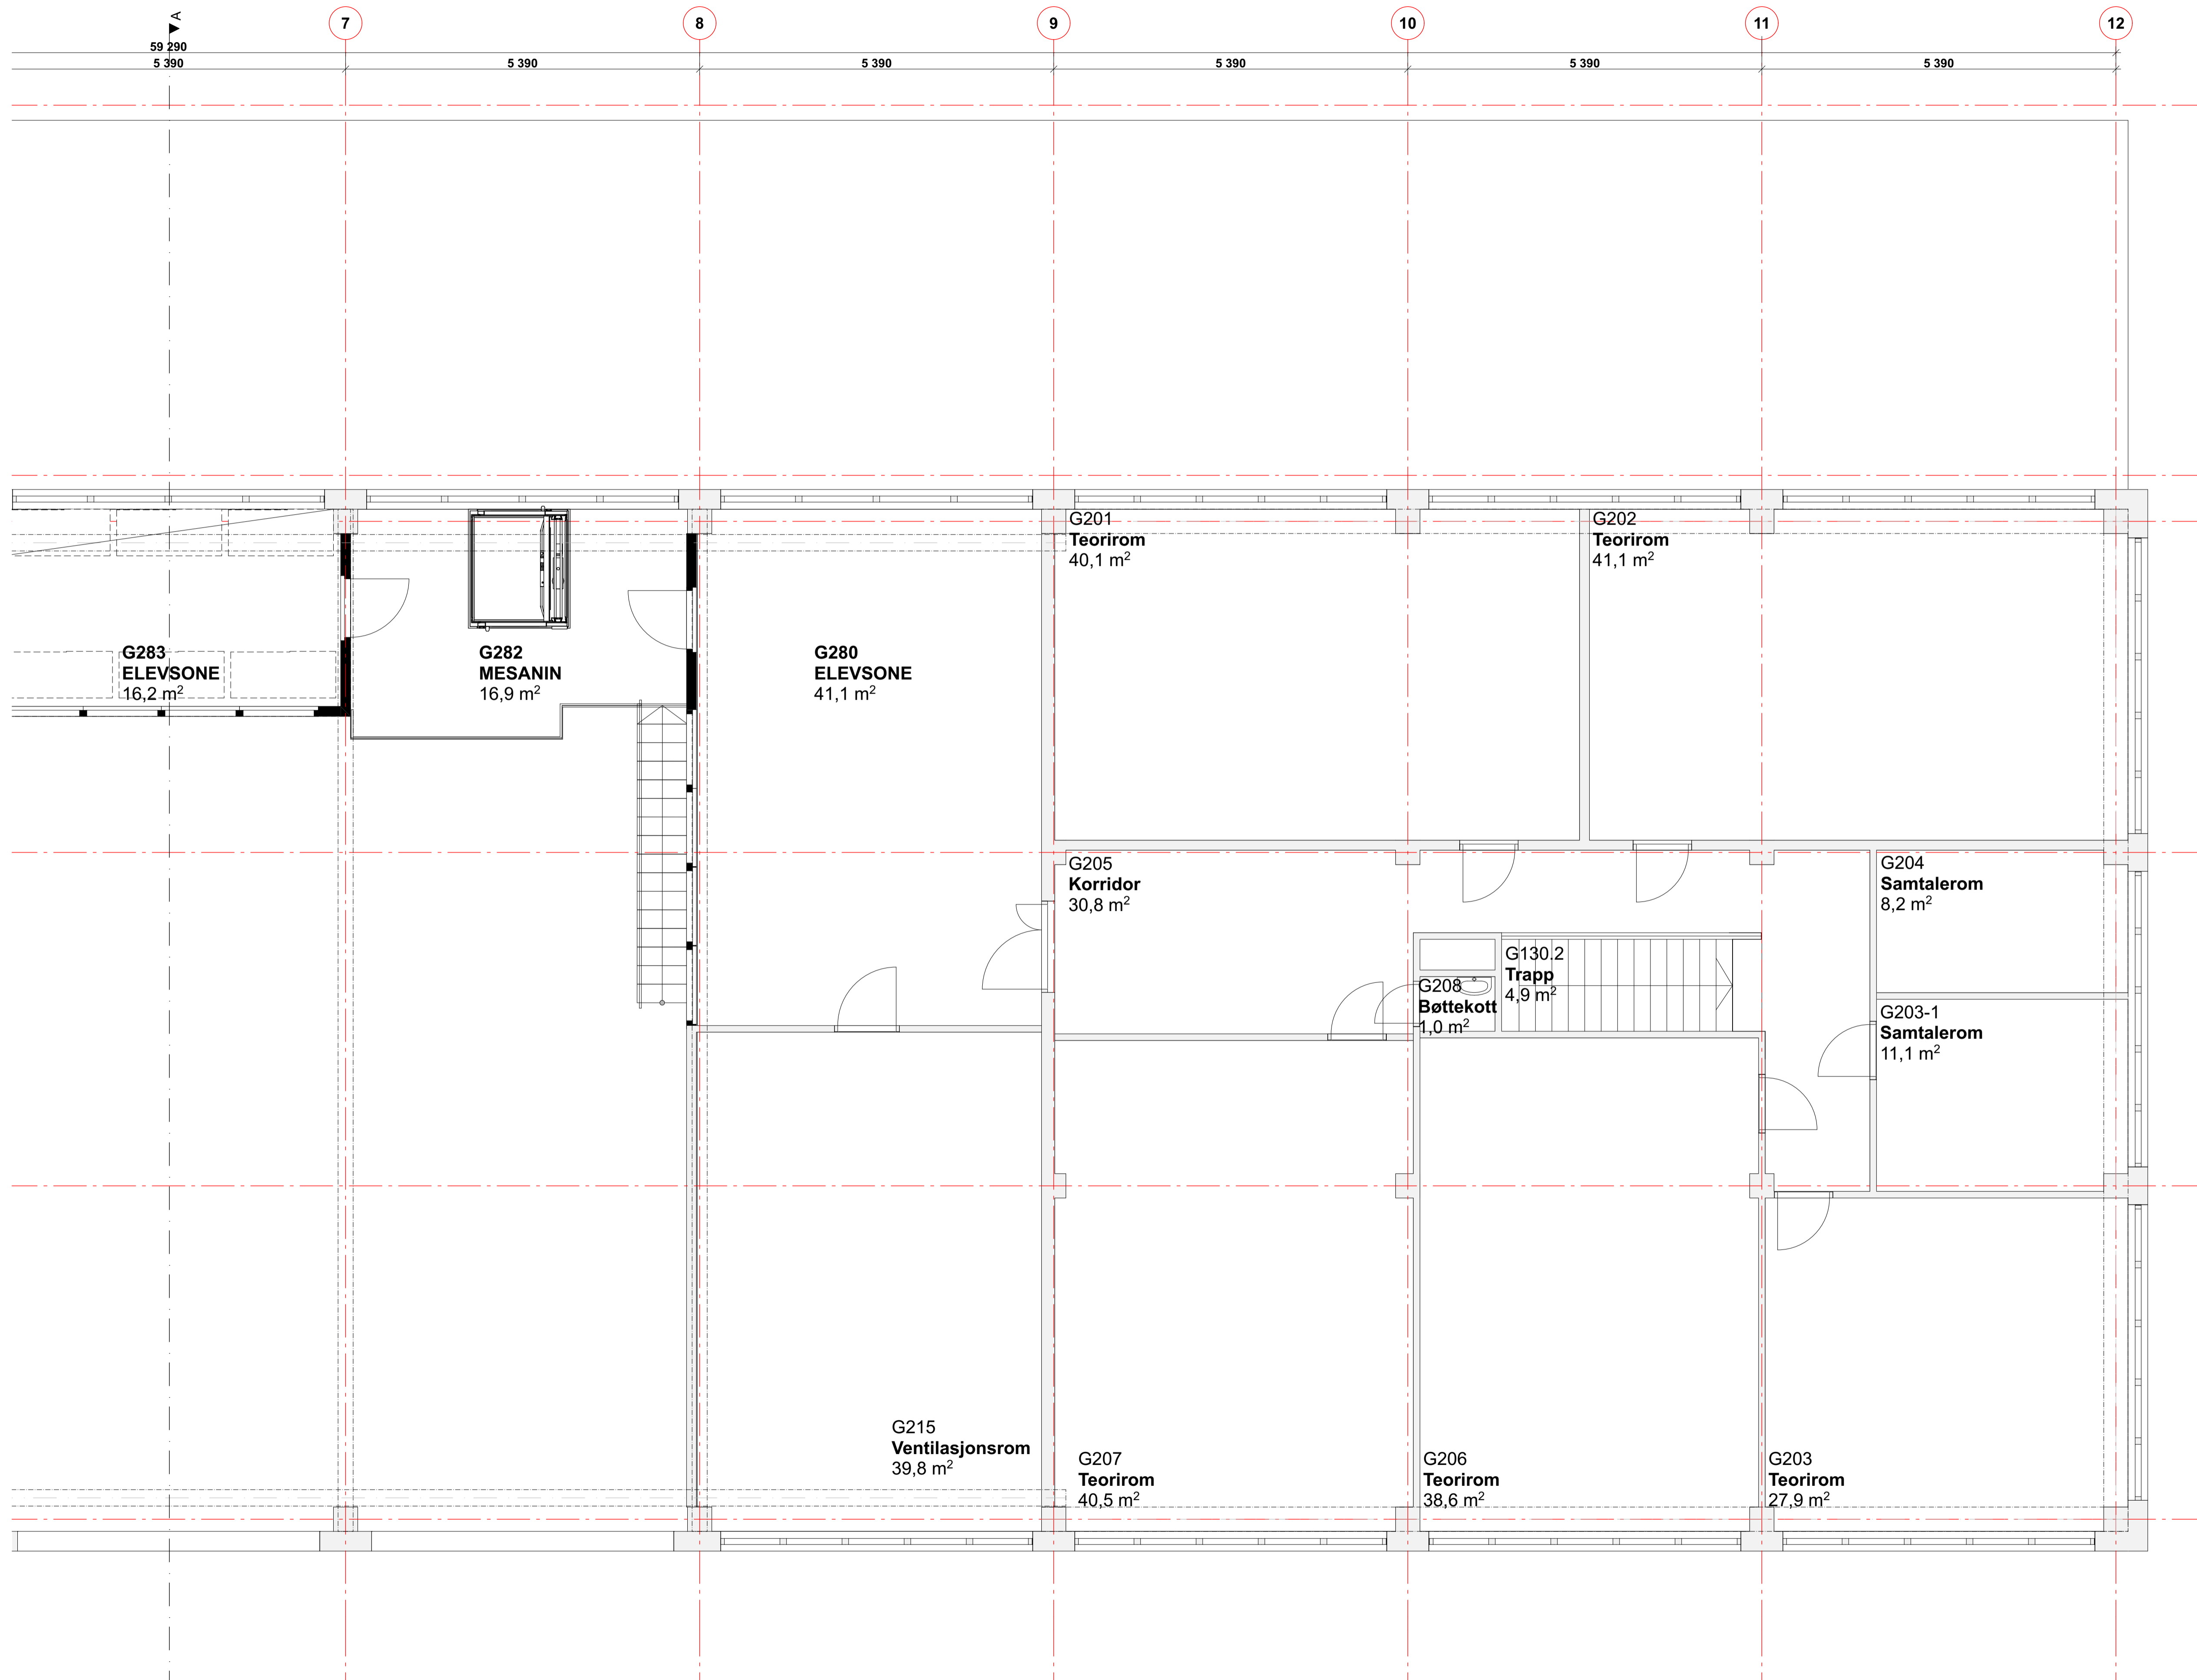 A
7
8
9
10
11
12
59 290
5 390
5 390
5 390
5 390
5 390
5 390
G201
Teorirom
40,1 m²
G202
Teorirom
41,1 m²
G283
ELEVSONE
16,2 m²
G282
MESANIN
16,9 m²
G280
ELEVSONE
41,1 m²
G205
Korridor
30,8 m²
G204
Samtalerom
8,2 m²
G130.2
Trapp
4,9 m²
G208
Bøttekott
1,0 m²
G203-1
Samtalerom
11,1 m²
G215
Ventilasjonsrom
39,8 m²
G207
Teorirom
40,5 m²
G206
Teorirom
38,6 m²
G203
Teorirom
27,9 m²